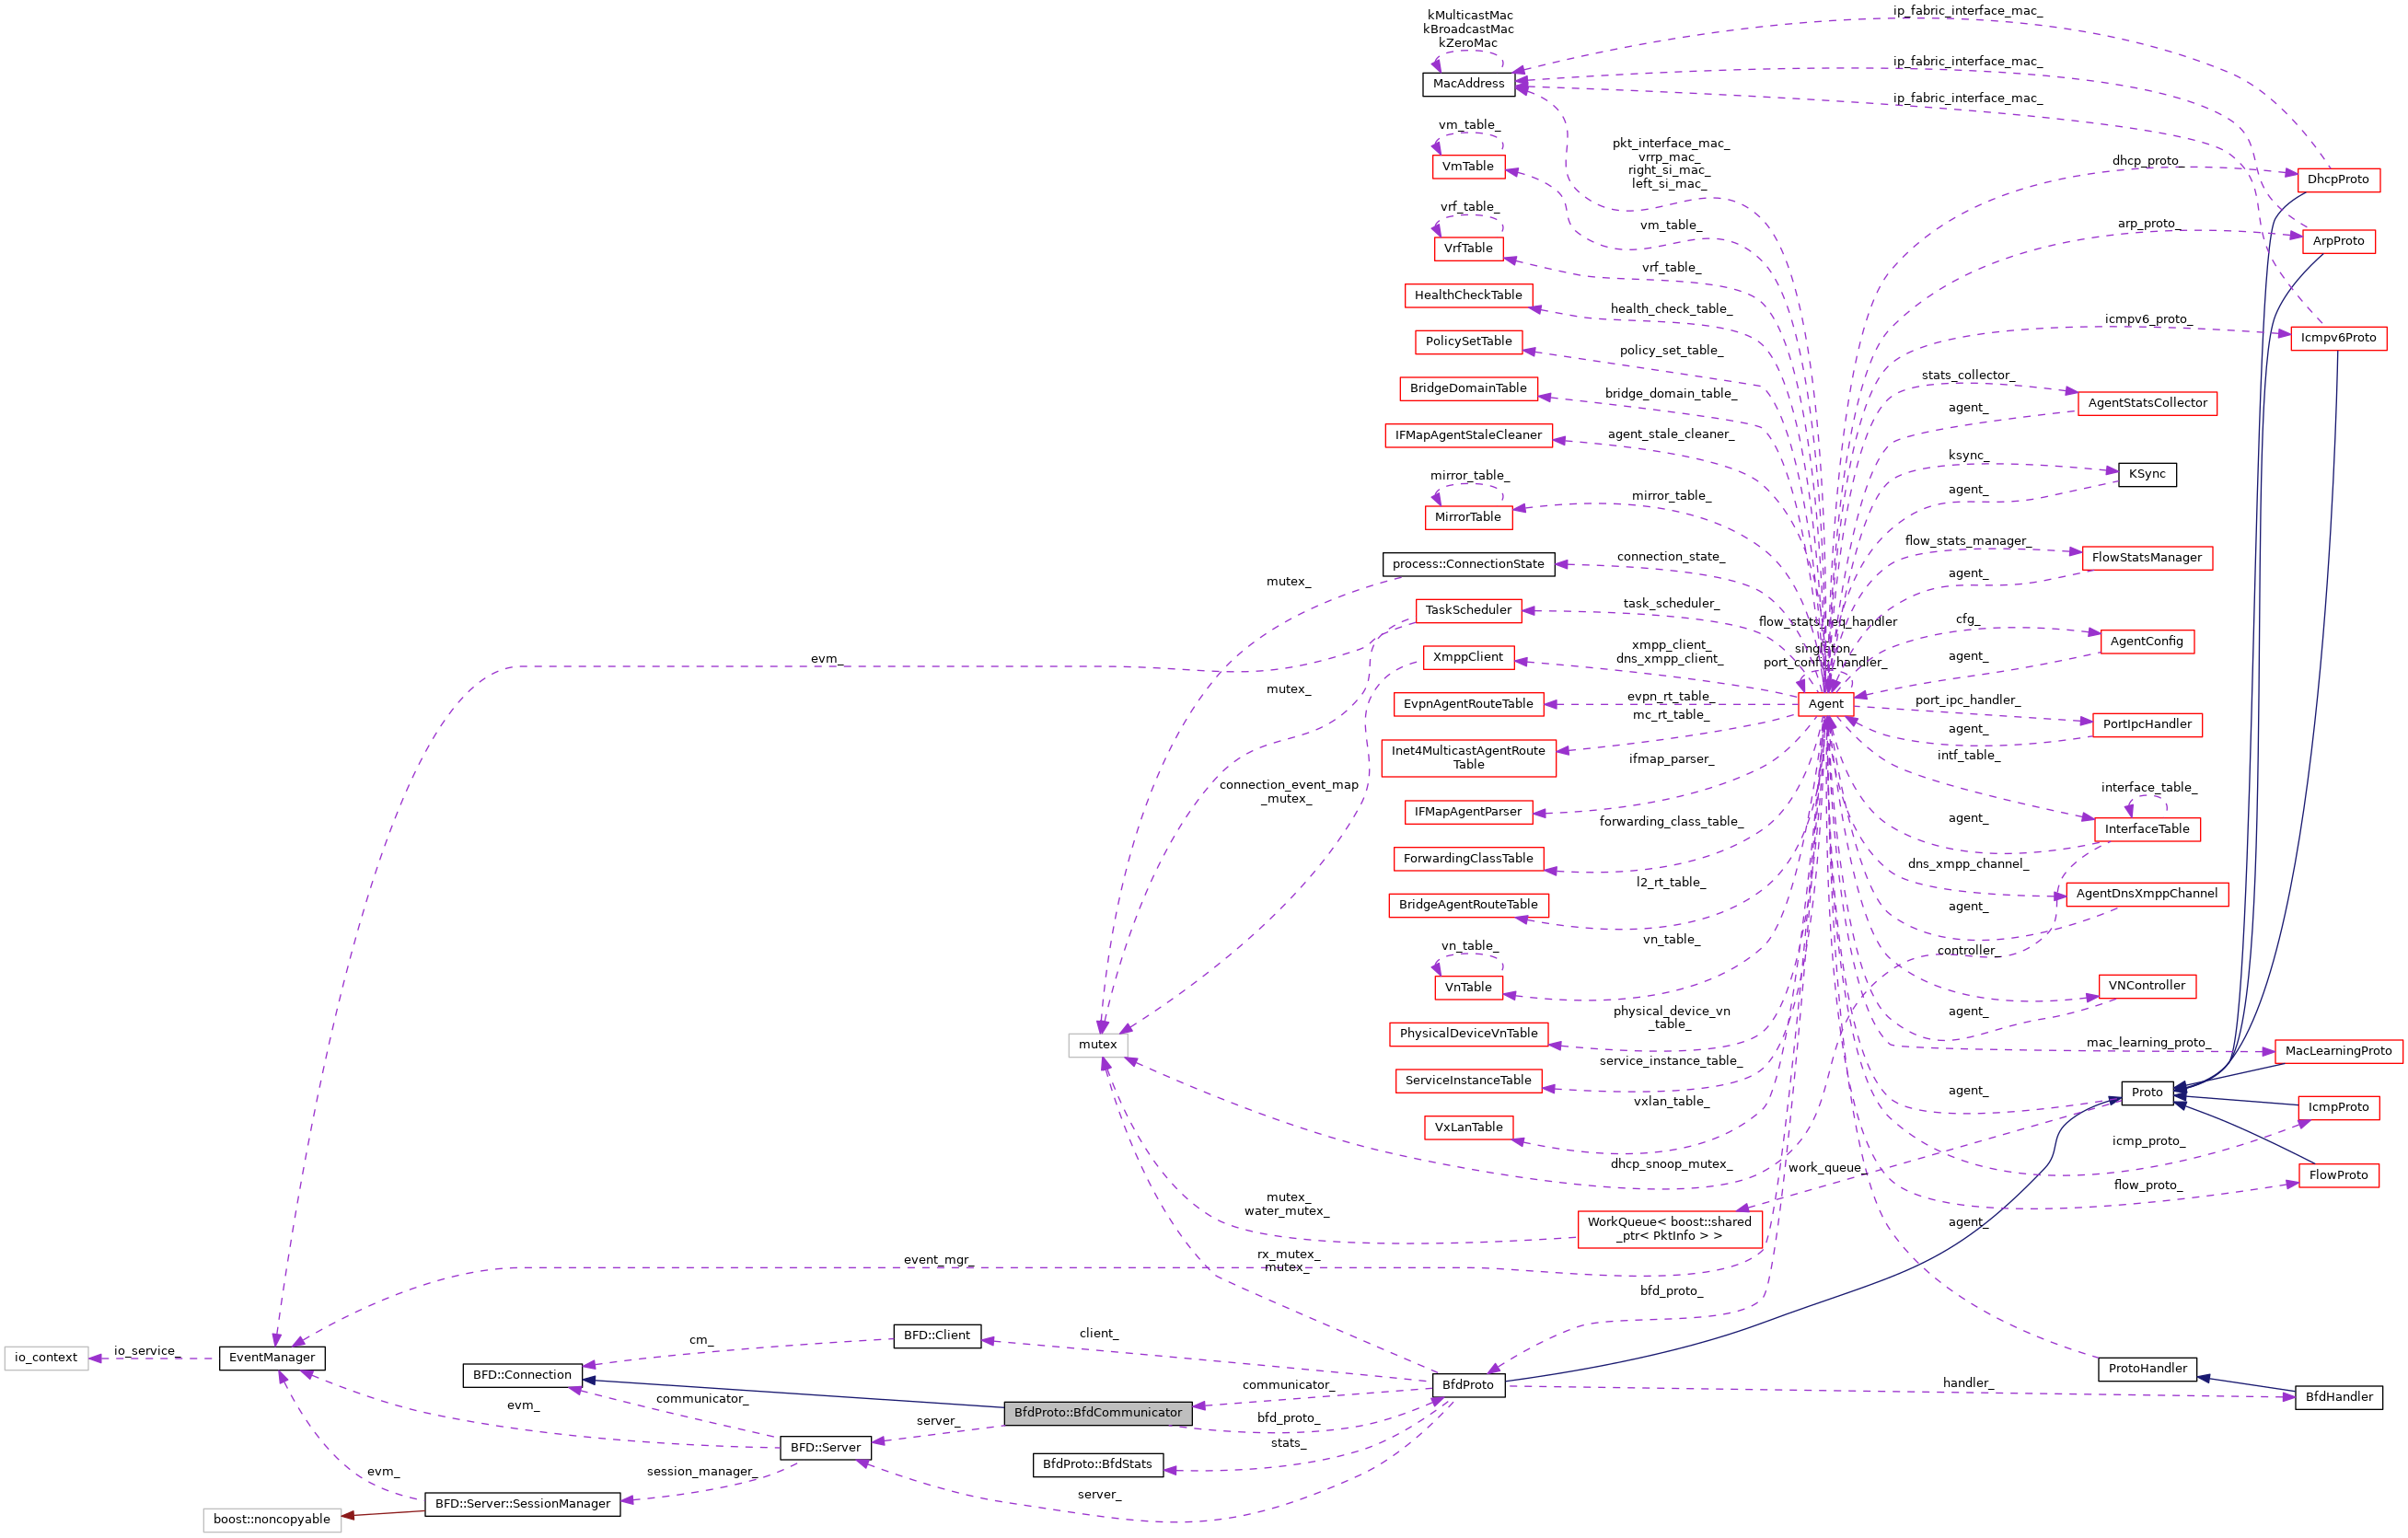 kMulticastMac
kBroadcastMac
kZeroMac
ip_fabric_interface_mac_
ip_fabric_interface_mac_
MacAddress
ip_fabric_interface_mac_
vm_table_
pkt_interface_mac_
vrrp_mac_
right_si_mac_
left_si_mac_
dhcp_proto_
VmTable
DhcpProto
vrf_table_
vm_table_
arp_proto_
VrfTable
ArpProto
vrf_table_
HealthCheckTable
health_check_table_
icmpv6_proto_
PolicySetTable
Icmpv6Proto
policy_set_table_
stats_collector_
BridgeDomainTable
bridge_domain_table_
AgentStatsCollector
agent_
IFMapAgentStaleCleaner
agent_stale_cleaner_
ksync_
mirror_table_
KSync
mirror_table_
agent_
MirrorTable
flow_stats_manager_
connection_state_
FlowStatsManager
process::ConnectionState
agent_
mutex_
task_scheduler_
TaskScheduler
flow_stats_req_handler
cfg_
AgentConfig
singleton_
port_config_handler_
xmpp_client_
dns_xmpp_client_
XmppClient
agent_
evm_
mutex_
evpn_rt_table_
EvpnAgentRouteTable
Agent
port_ipc_handler_
mc_rt_table_
PortIpcHandler
agent_
Inet4MulticastAgentRoute
Table
ifmap_parser_
intf_table_
connection_event_map
_mutex_
interface_table_
IFMapAgentParser
forwarding_class_table_
agent_
InterfaceTable
ForwardingClassTable
dns_xmpp_channel_
l2_rt_table_
AgentDnsXmppChannel
BridgeAgentRouteTable
agent_
vn_table_
vn_table_
controller_
VnTable
VNController
physical_device_vn
_table_
agent_
PhysicalDeviceVnTable
mutex
mac_learning_proto_
MacLearningProto
service_instance_table_
ServiceInstanceTable
agent_
Proto
vxlan_table_
IcmpProto
VxLanTable
icmp_proto_
dhcp_snoop_mutex_
work_queue_
FlowProto
flow_proto_
mutex_
water_mutex_
WorkQueue< boost::shared
_ptr< PktInfo > >
agent_
event_mgr_
rx_mutex_
mutex_
bfd_proto_
client_
cm_
BFD::Client
io_context
io_service_
EventManager
BFD::Connection
ProtoHandler
communicator_
BfdProto
handler_
BfdHandler
communicator_
evm_
BfdProto::BfdCommunicator
server_
bfd_proto_
BFD::Server
stats_
BfdProto::BfdStats
evm_
session_manager_
server_
BFD::Server::SessionManager
boost::noncopyable